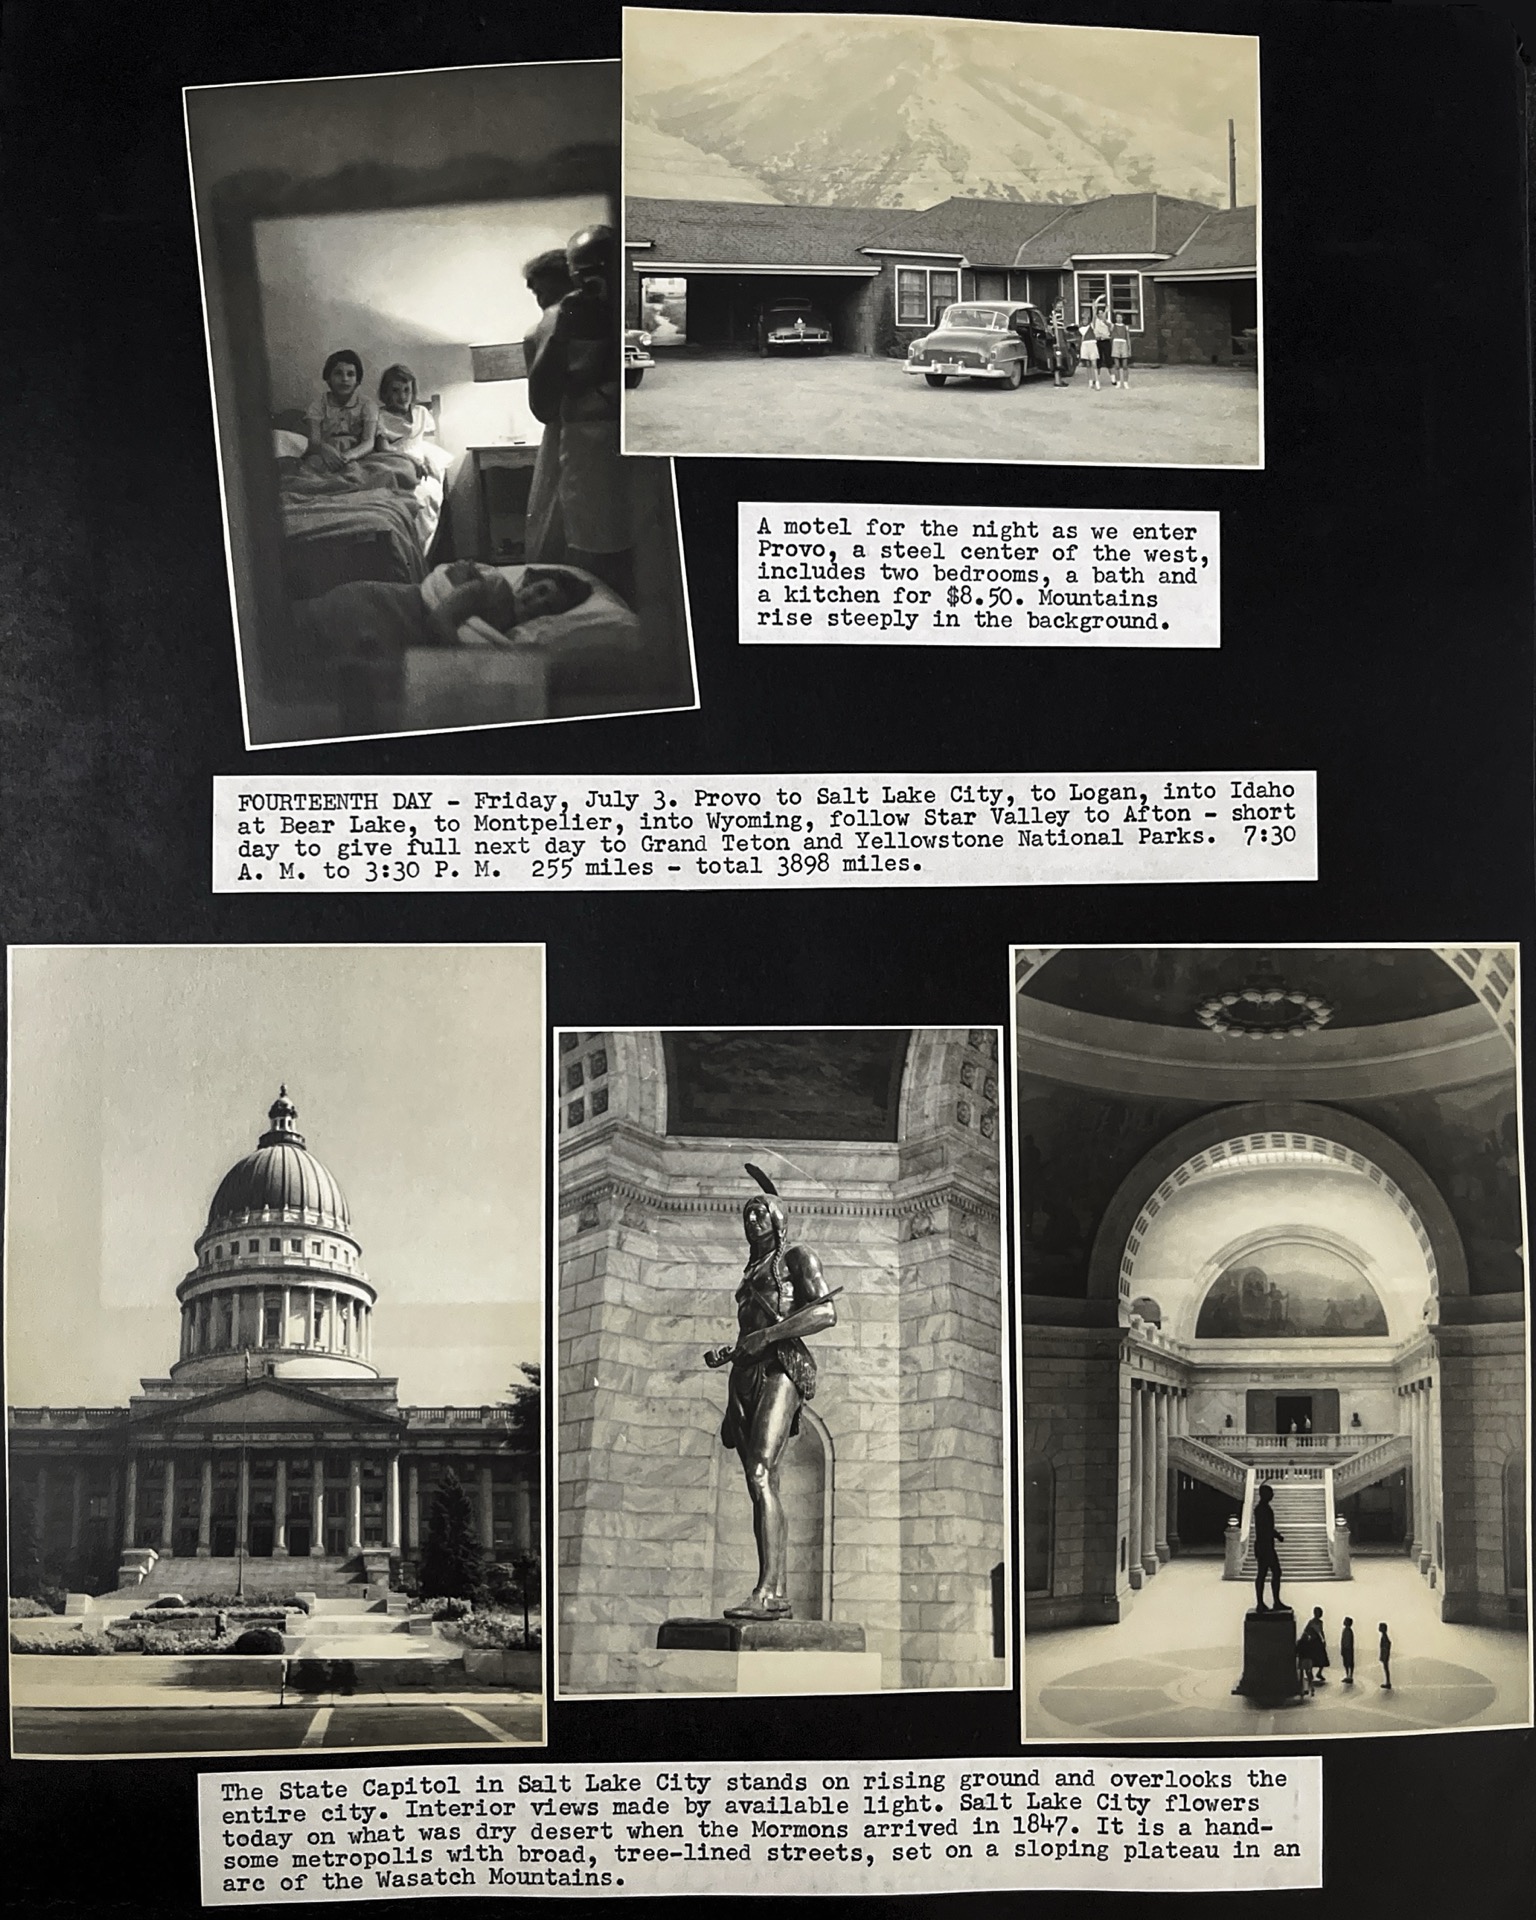 A motel for the night as we enter
Provo, a steel center of the west,
includes two bedrooms, a bath and
a kitchen for $8.50. Mountains
rise steeply in the background.
FOURTEENTH DAY - Friday, July 3. Provo to Salt Lake City, to Logan, into Idaho
at Bear Lake, to Montpelier, into Wyoming, follow Star Valley to Afton - short
day to give full next day to Grand Teton and Yellowstone National Parks. 7:30
A. M. to 3:30 P. M. 255 miles - total 3898 miles.
The State Capitol in Salt Lake City stands on rising ground and overlooks the
entire city. Interior views made by available light. Salt Lake City flowers
today on what was dry desert when the Mormons arrived in 1847. It is a hand-
some metropolis with broad, tree-lined streets, set on a sloping plateau in an
arc of the Wasatch Mountains.